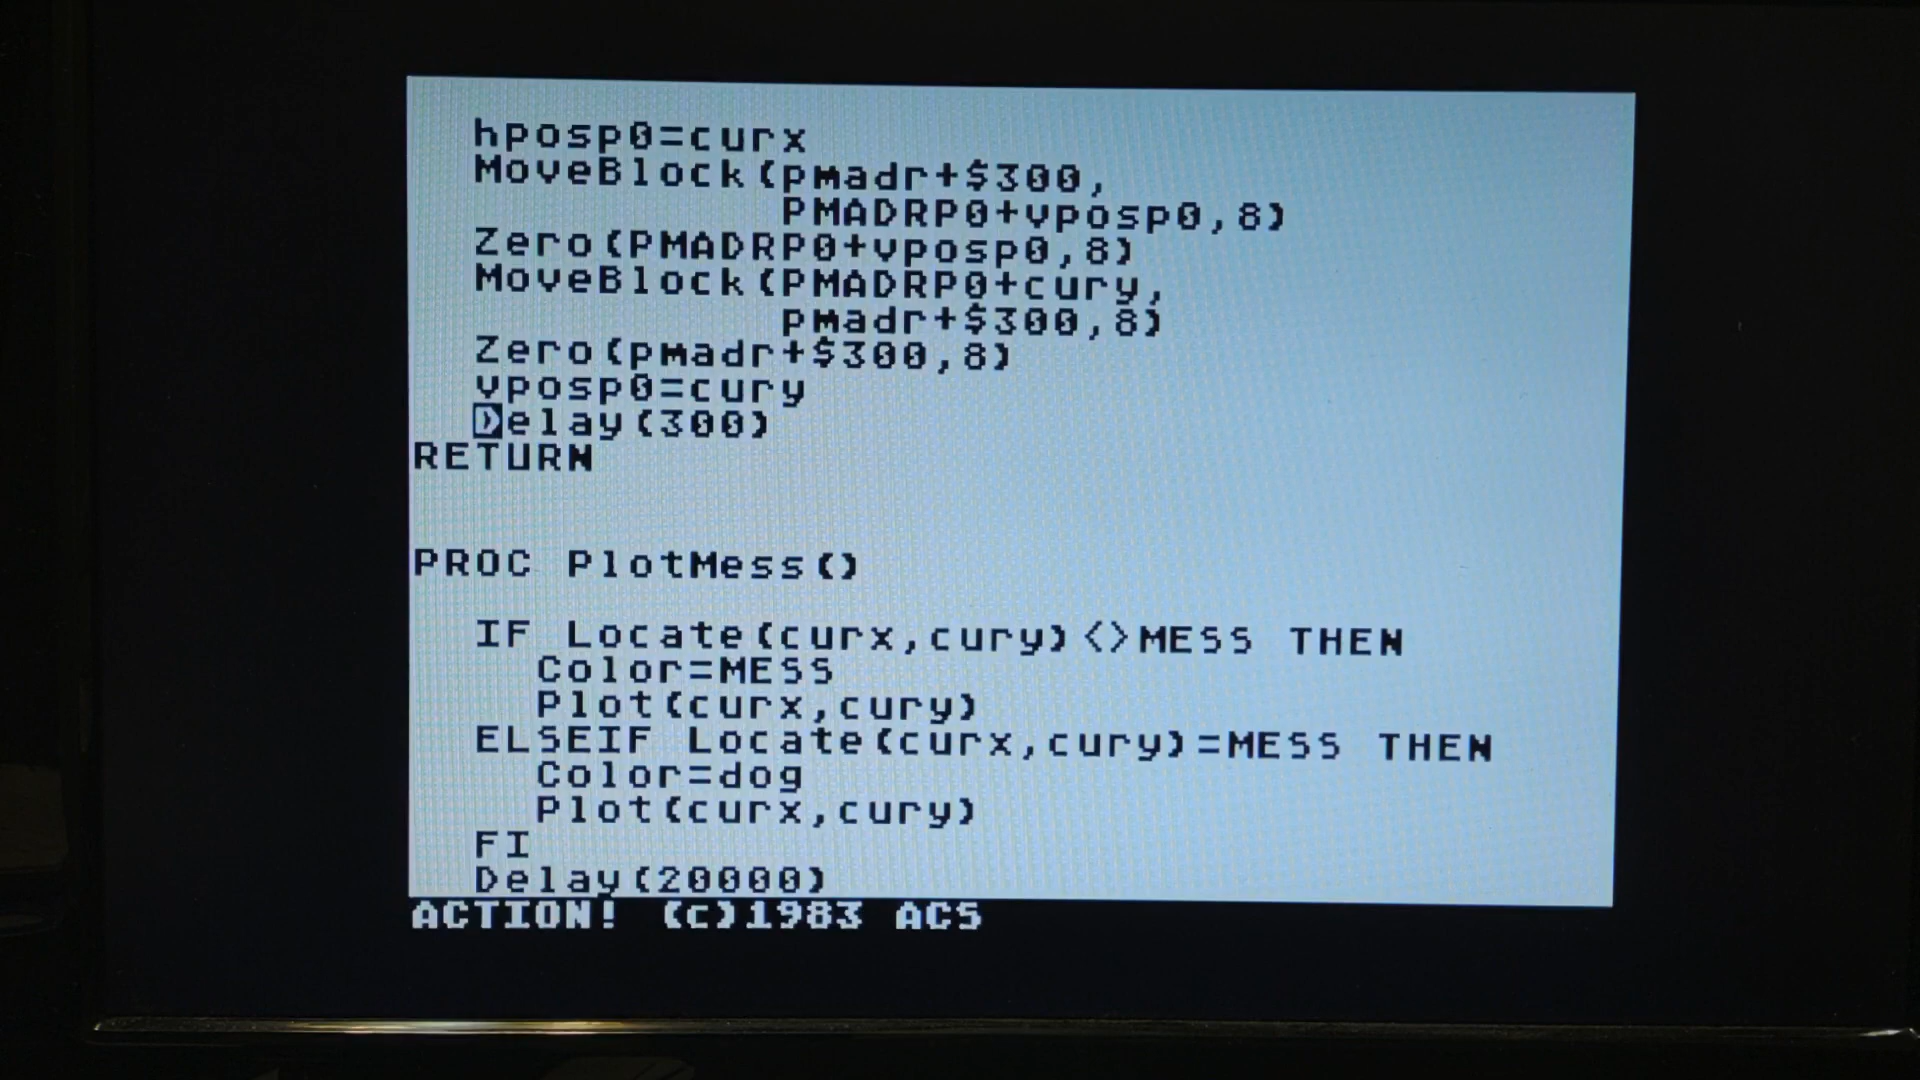 hposp0=curx
MoveBlock(pmadr+$300,
PMADRP0+vposp0,8)
Zero(PMADRP0+vposp0,8)
MoveBlock(PMADRP0+cury,
pmadr+$300,8)
Zero(pmadr+$300,8)
vposp0=cury
Delay(300)
RETURN
PROC PlotMess()
IF Locate(curx,cury)<>MESS THEN
Color=MESS
Plot(curx,cury)
ELSEIF Locate(curx,cury)=MESS THEN
Color=dog
Plot(curx,cury)
FI
Delay(20000)
ACTION! (c)1983 ACS